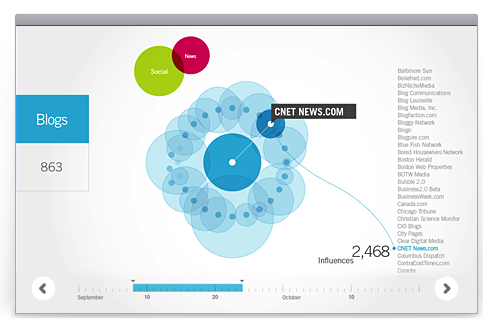 News
Social
Blogs
863
CNET NEWS.COM
Baltimore Sun
Beliefnet.com
BizNicheMedia
Blog Communications
Blog Louisville
Blog Media, Inc.
Blogfaction.com
Bloggy Network
Blogo
Blogpire.com
Blue Fish Network
Bored Housewives Network
Boston Herald
Boston Web Properties
BOTW Media
Bubble 2.0
Business2.0 Beta
BusinessWeek.com
Canada.com
Chicago Tribune
Christian Science Monitor
CIO Blogs
City Pages
Clear Digital Media
CNET News.com
Columbus Dispatch
ContraCostTimes.com
Influences 2,468
September 10 20 October 10